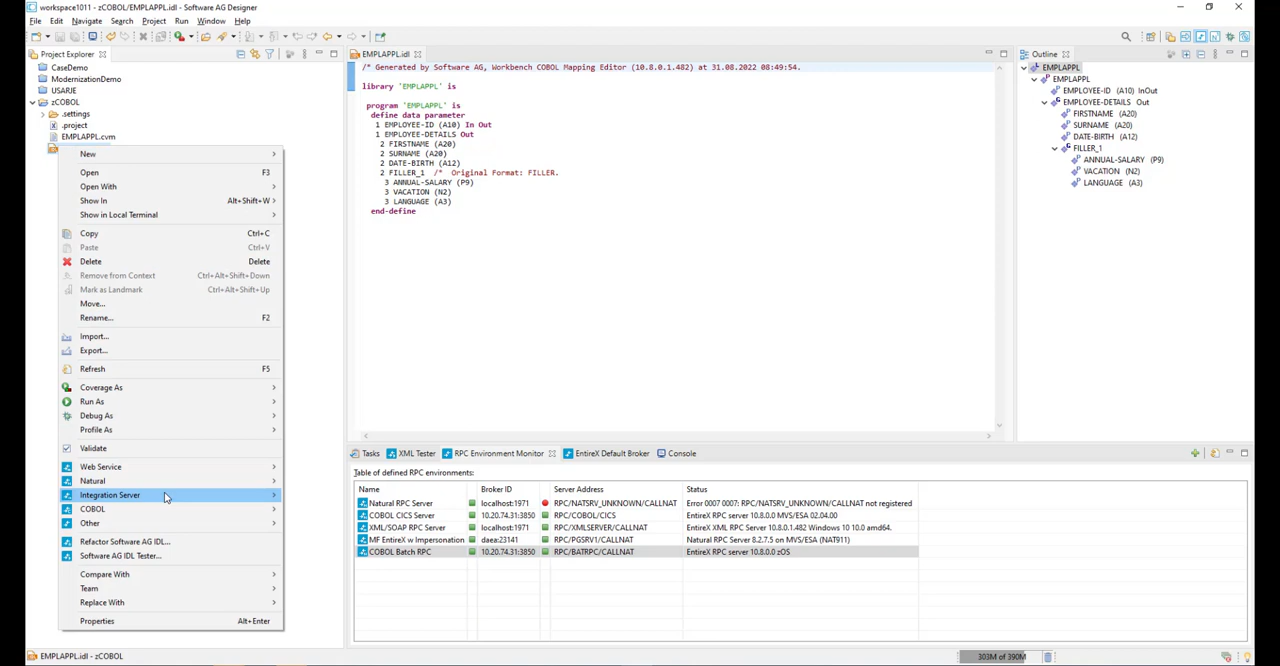 workspace1011 - zCOBOL/EMPLAPPL.idl - Software AG Designer
File Edit Navigate Search Project Run Window Help
Project Explorer
CaseDemo
ModernizationDemo
USARJE
zCOBOL
.settings
.project
EMPLAPPL.cvm
New
Open F3
Open With
Show In Alt+Shift+W
Show in Local Terminal
Copy Ctrl+C
Paste Ctrl+V
Delete Delete
Remove from Context Ctrl+Alt+Shift+Down
Mark as Landmark Ctrl+Alt+Shift+Up
Move...
Rename... F2
Import...
Export...
Refresh F5
Coverage As
Run As
Debug As
Profile As
Validate
Web Service
Natural
Integration Server
COBOL
Other
Refactor Software AG IDL...
Software AG IDL Tester...
Compare With
Team
Replace With
Properties Alt+Enter
EMPLAPPL.idl
/* Generated by Software AG, Workbench COBOL Mapping Editor (10.8.0.1.482) at 31.08.2022 08:49:54.
library 'EMPLAPPL' is
program 'EMPLAPPL' is
define data parameter
1 EMPLOYEE-ID (A10) In Out
1 EMPLOYEE-DETAILS Out
2 FIRSTNAME (A20)
2 SURNAME (A20)
2 DATE-BIRTH (A12)
2 FILLER_1 /* Original Format: FILLER.
3 ANNUAL-SALARY (P9)
3 VACATION (N2)
3 LANGUAGE (A3)
end-define
Outline
EMPLAPPL
EMPLAPPL
EMPLOYEE-ID (A10) InOut
EMPLOYEE-DETAILS Out
FIRSTNAME (A20)
SURNAME (A20)
DATE-BIRTH (A12)
FILLER_1
ANNUAL-SALARY (P9)
VACATION (N2)
LANGUAGE (A3)
Tasks XML Tester RPC Environment Monitor EntireX Default Broker Console
Table of defined RPC environments:
Name Broker ID Server Address Status
Natural RPC Server localhost:1971 RPC/NATSRV_UNKNOWN/CALLNAT Error 0007 0007: RPC/NATSRV_UNKNOWN/CALLNAT not registered
COBOL CICS Server 10.20.74.31:3850 RPC/COBOL/CICS EntireX RPC server 10.8.0.0 MVS/ESA 02.04.00
XML/SOAP RPC Server localhost:1971 RPC/XMLSERVER/CALLNAT EntireX XML RPC Server 10.8.0.1.482 Windows 10 10.0 amd64.
MF EntireX w Impersonation daea:23141 RPC/PGSRV1/CALLNAT Natural RPC Server 8.2.7.5 on MVS/ESA (NAT911)
COBOL Batch RPC 10.20.74.31:3850 RPC/BATRPC/CALLNAT EntireX RPC server 10.8.0.0 zOS
EMPLAPPL.idl - zCOBOL
303M of 390M